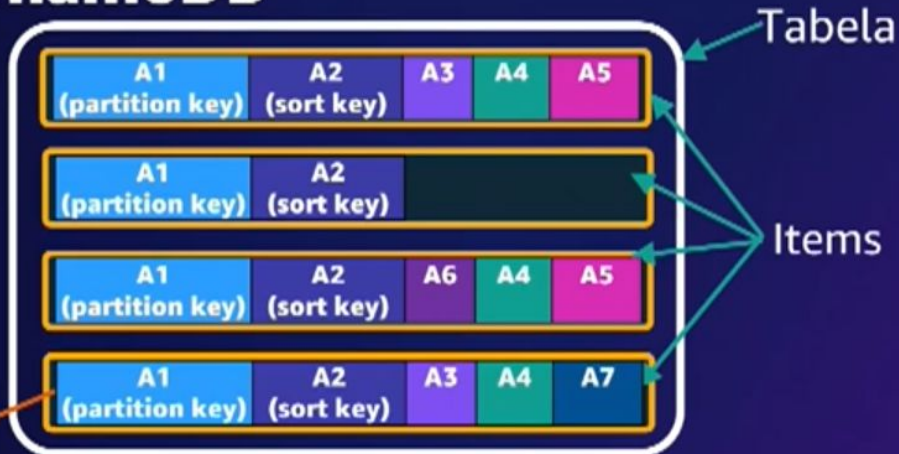 Tabela
A1 A2 A3 A4 A5
(partition key) (sort key)
A1 A2
(partition key) (sort key)
Items
A1 A2 A6 A4 A5
(partition key) (sort key)
A1 A2 A3 A4 A7
(partition key) (sort key)